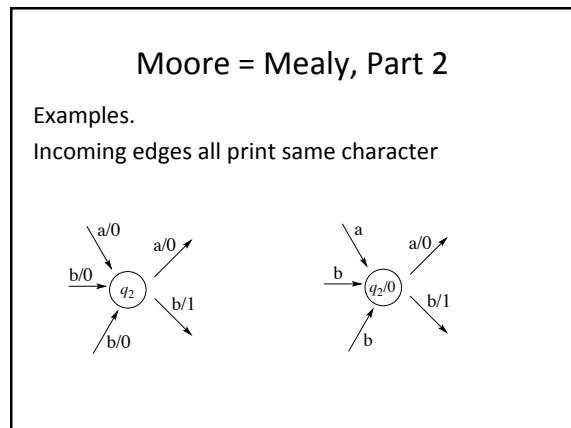 Moore = Mealy, Part 2
Examples.
Incoming edges all print same character
a/0
a/0
b/0
q2
b/1
b/0
a
a/0
b
q2/0
b/1
b